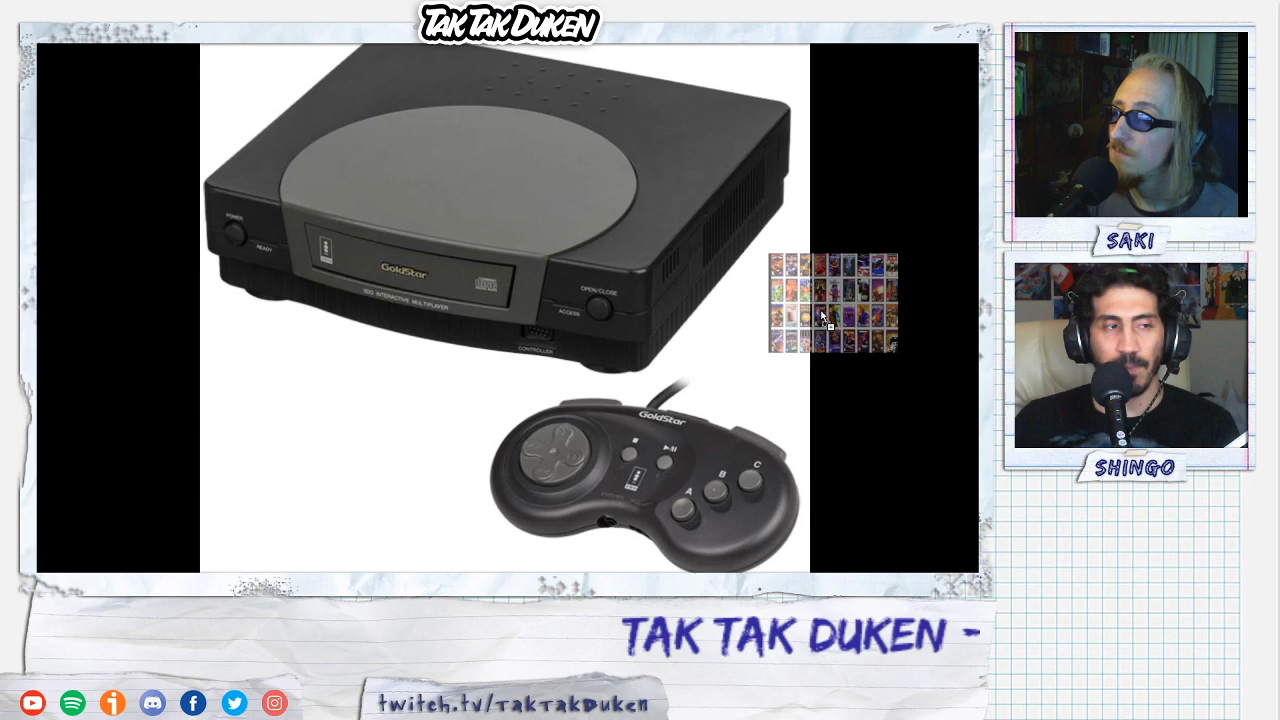 TAK TAK DUKEN
POWER
READY
GoldStar
3DO INTERACTIVE MULTIPLAYER
OPEN/CLOSE
ACCESS
CONTROLLER
GoldStar
A
B
C
SAKI
SHINGO
TAK TAK DUKEN -
twitch.tv/TakTakDuken